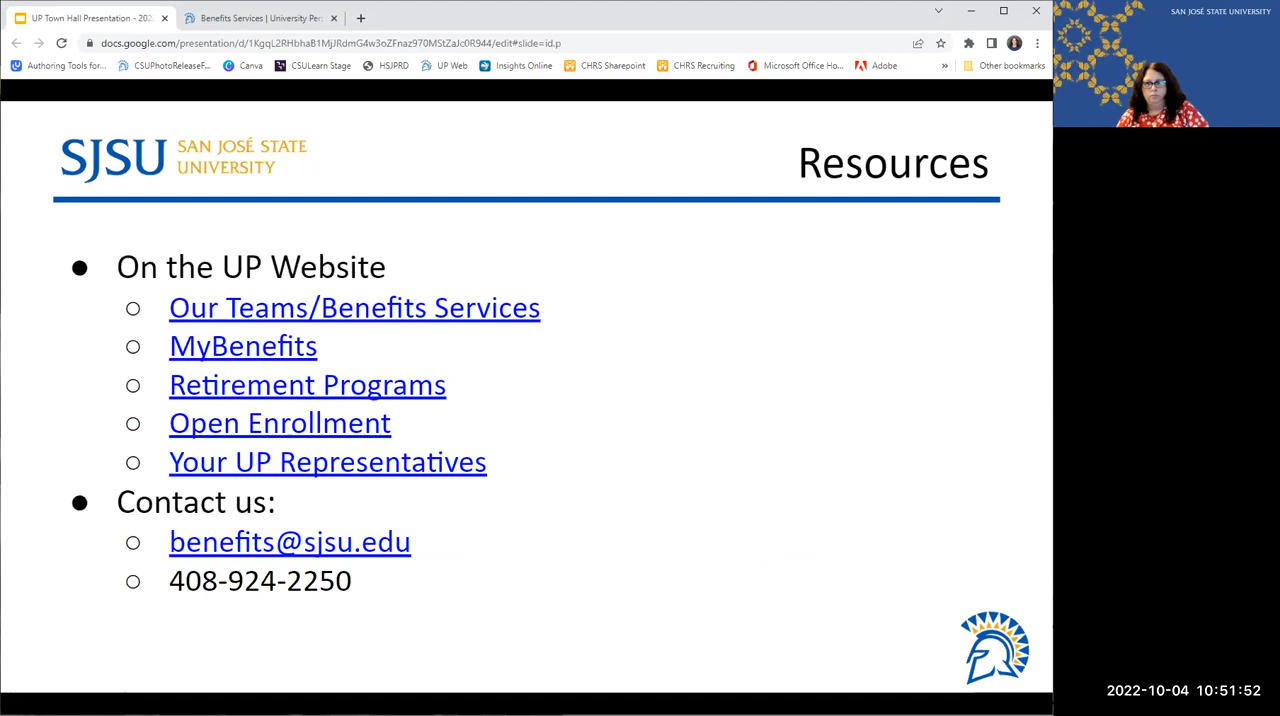 UP Town Hall Presentation - 202
Benefits Services | University Per
docs.google.com/presentation/d/1KgqL2RHbhaB1MjJRdmG4w3oZFnaz970MStZaJc0R944/edit#slide=id.p
Authoring Tools for...
CSUPhotoReleaseF...
Canva
CSULearn Stage
HSJPRD
UP Web
Insights Online
CHRS Sharepoint
CHRS Recruiting
Microsoft Office Ho...
Adobe
»
Other bookmarks
SAN JOSÉ STATE UNIVERSITY
SJSU SAN JOSÉ STATE
UNIVERSITY
Resources
● On the UP Website
○ Our Teams/Benefits Services
○ MyBenefits
○ Retirement Programs
○ Open Enrollment
○ Your UP Representatives
● Contact us:
○ benefits@sjsu.edu
○ 408-924-2250
2022-10-04 10:51:52